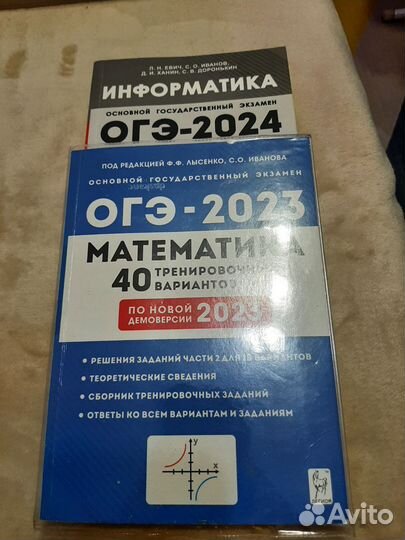 Л. Н. ЕВИЧ, С. О. ИВАНОВ,
Д. И. ХАНИН, С. В. ДОРОНЬКИН
ИНФОРМАТИКА
ОСНОВНОЙ ГОСУДАРСТВЕННЫЙ ЭКЗАМЕН
ОГЭ-2024
ПОД РЕДАКЦИЕЙ Ф.Ф. ЛЫСЕНКО, С.О. ИВАНОВА
ОСНОВНОЙ ГОСУДАРСТВЕННЫЙ ЭКЗАМЕН
ОГЭ - 2023
МАТЕМАТИКА
40 ТРЕНИРОВОЧНЫХ
ВАРИАНТОВ
ПО НОВОЙ
ДЕМОВЕРСИИ 2023
• РЕШЕНИЯ ЗАДАНИЙ ЧАСТИ 2 ДЛЯ ВАРИАНТОВ
• ТЕОРЕТИЧЕСКИЕ СВЕДЕНИЯ
• СБОРНИК ТРЕНИРОВОЧНЫХ ЗАДАНИЙ
• ОТВЕТЫ КО ВСЕМ ВАРИАНТАМ И ЗАДАНИЯМ
y
x
ЛЕГИОН
Avito